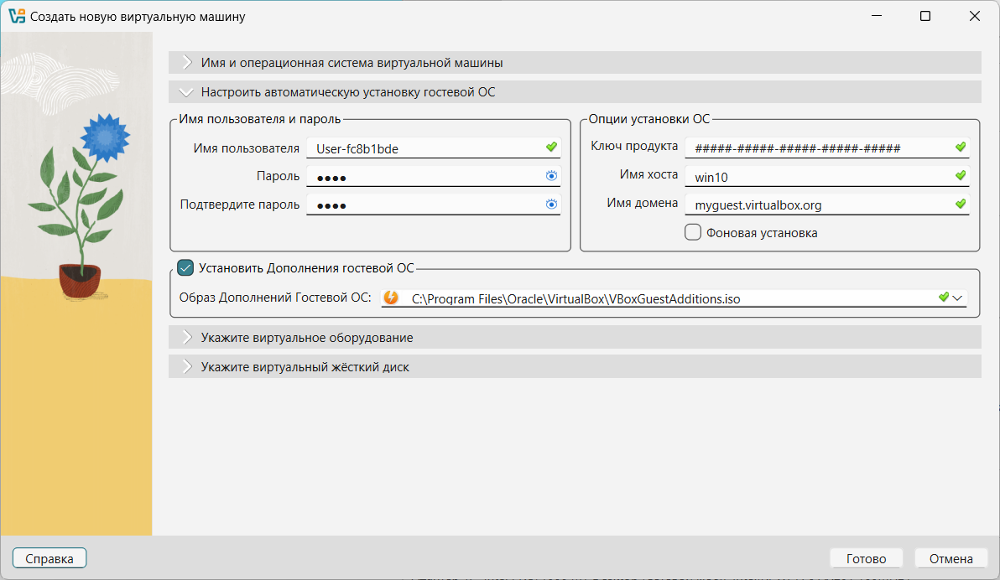 Создать новую виртуальную машину
Имя и операционная система виртуальной машины
Настроить автоматическую установку гостевой ОС
Имя пользователя и пароль
Имя пользователя User-fc8b1bde
Пароль ●●●●
Подтвердите пароль ●●●●
Опции установки ОС
Ключ продукта #####-#####-#####-#####-#####
Имя хоста win10
Имя домена myguest.virtualbox.org
Фоновая установка
Установить Дополнения гостевой ОС
Образ Дополнений Гостевой ОС: C:\Program Files\Oracle\VirtualBox\VBoxGuestAdditions.iso
Укажите виртуальное оборудование
Укажите виртуальный жёсткий диск
Справка Готово Отмена